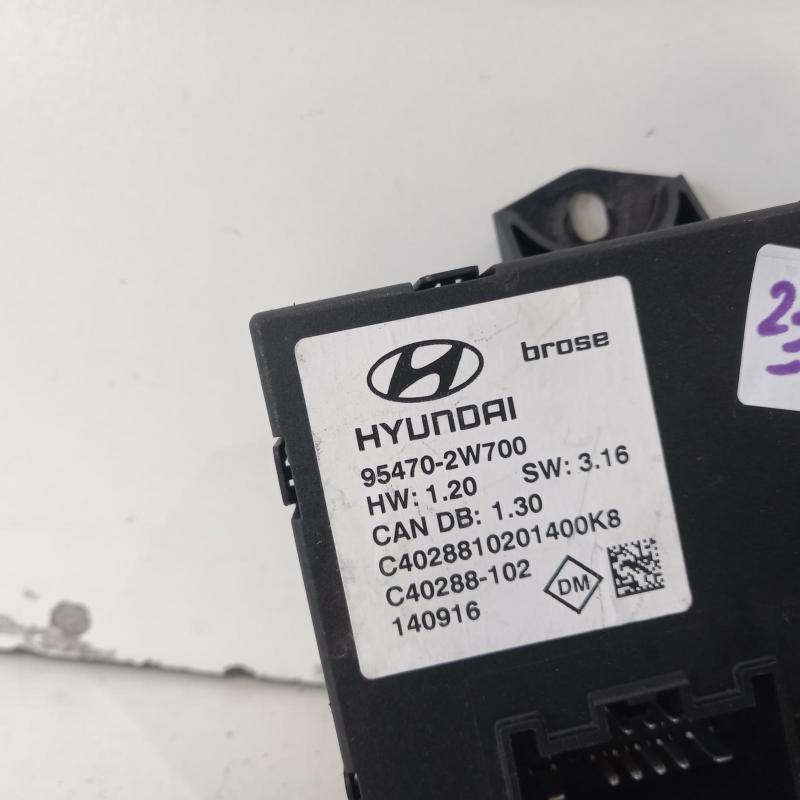 brose
HYUNDAI
95470-2W700
HW: 1.20 SW: 3.16
CAN DB: 1.30
C4028810201400K8
C40288-102
DM
140916